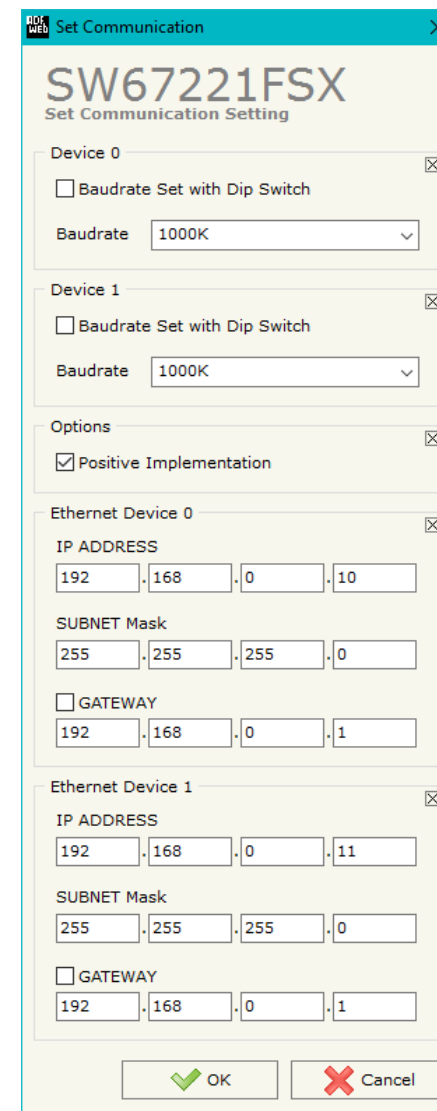 ADF
WEB Set Communication
SW67221FSX
Set Communication Setting
Device 0
Baudrate Set with Dip Switch
Baudrate 1000K
Device 1
Baudrate Set with Dip Switch
Baudrate 1000K
Options
Positive Implementation
Ethernet Device 0
IP ADDRESS
192 . 168 . 0 . 10
SUBNET Mask
255 . 255 . 255 . 0
GATEWAY
192 . 168 . 0 . 1
Ethernet Device 1
IP ADDRESS
192 . 168 . 0 . 11
SUBNET Mask
255 . 255 . 255 . 0
GATEWAY
192 . 168 . 0 . 1
OK Cancel